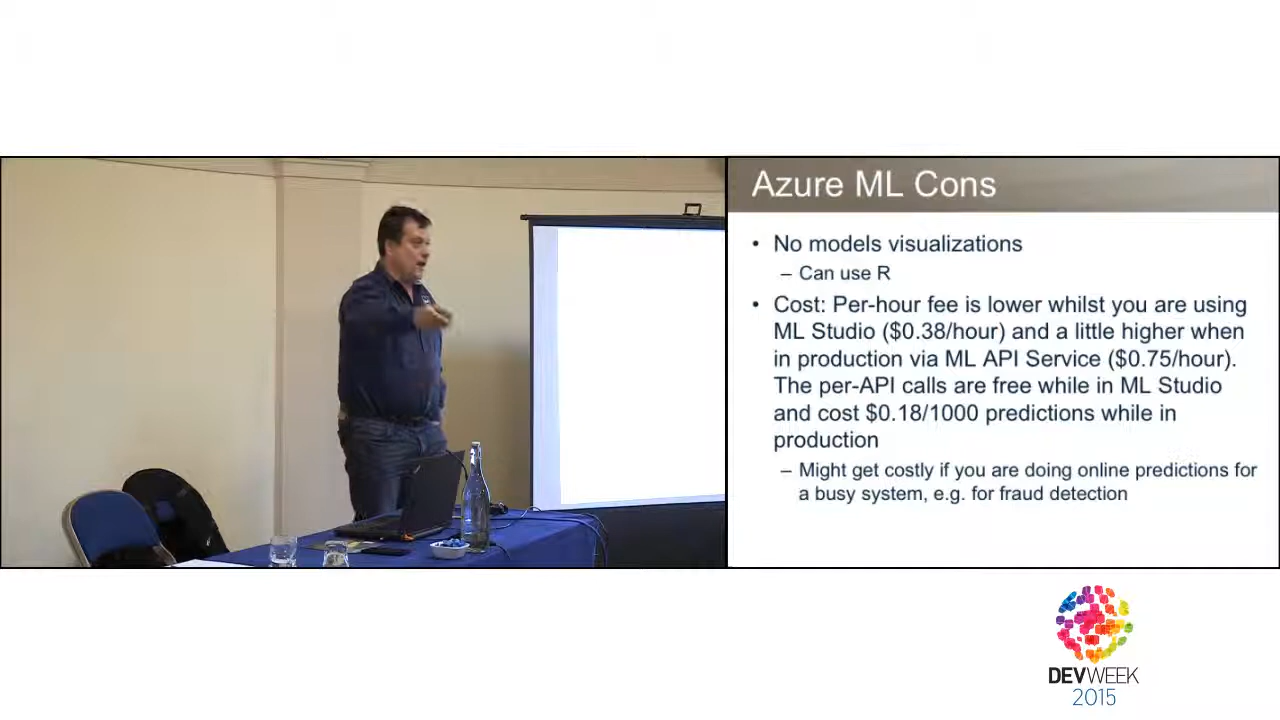 Azure ML Cons
• No models visualizations
– Can use R
• Cost: Per-hour fee is lower whilst you are using
ML Studio ($0.38/hour) and a little higher when
in production via ML API Service ($0.75/hour).
The per-API calls are free while in ML Studio
and cost $0.18/1000 predictions while in
production
– Might get costly if you are doing online predictions for
a busy system, e.g. for fraud detection
DEVWEEK
2015